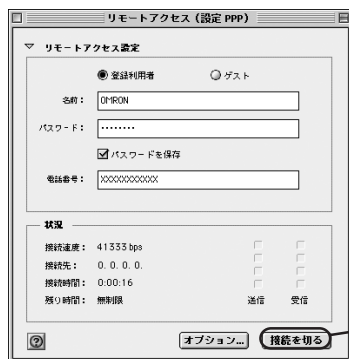 リモートアクセス (設定 PPP)
リモートアクセス設定
登録利用者 ゲスト
名前： OMRON
パスワード： ••••••••
パスワードを保存
電話番号： XXXXXXXXXXX
状況
接続速度： 41333 bps
接続先： 0. 0. 0. 0.
接続時間： 0:00:16
残り時間： 無制限 送信 受信
? オプション... 接続を切る